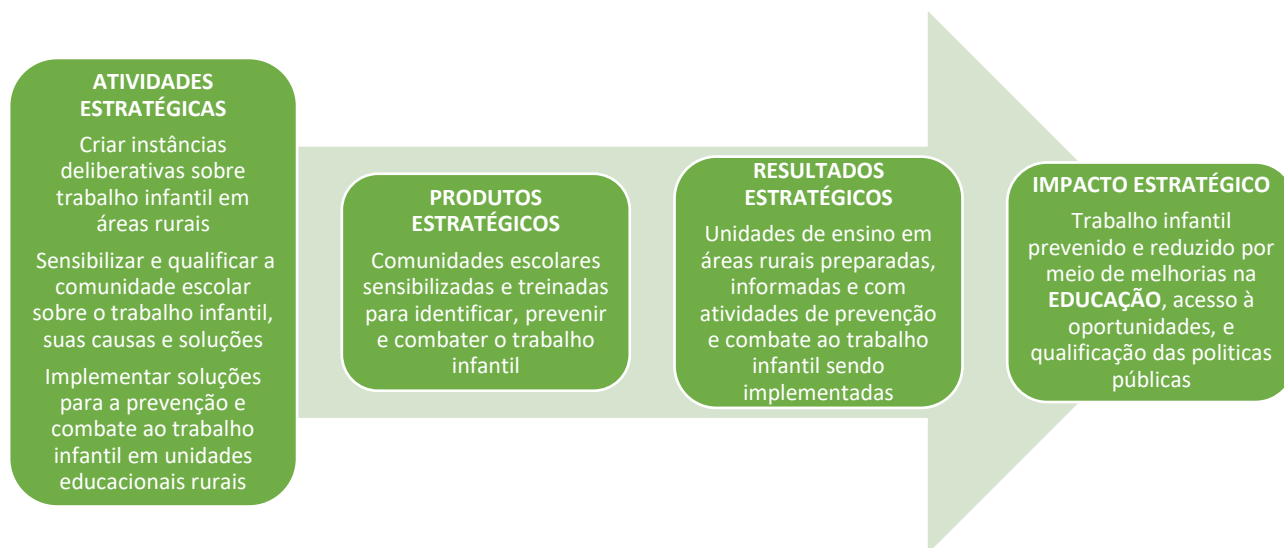 ATIVIDADES
ESTRATÉGICAS
Criar instâncias
deliberativas sobre
trabalho infantil em
áreas rurais
Sensibilizar e qualificar a
comunidade escolar
sobre o trabalho infantil,
suas causas e soluções
Implementar soluções
para a prevenção e
combate ao trabalho
infantil em unidades
educacionais rurais
PRODUTOS
ESTRATÉGICOS
Comunidades escolares
sensibilizadas e treinadas
para identificar, prevenir
e combater o trabalho
infantil
RESULTADOS
ESTRATÉGICOS
Unidades de ensino em
áreas rurais preparadas,
informadas e com
atividades de prevenção
e combate ao trabalho
infantil sendo
implementadas
IMPACTO ESTRATÉGICO
Trabalho infantil
prevenido e reduzido por
meio de melhorias na
EDUCAÇÃO, acesso à
oportunidades, e
qualificação das politicas
públicas